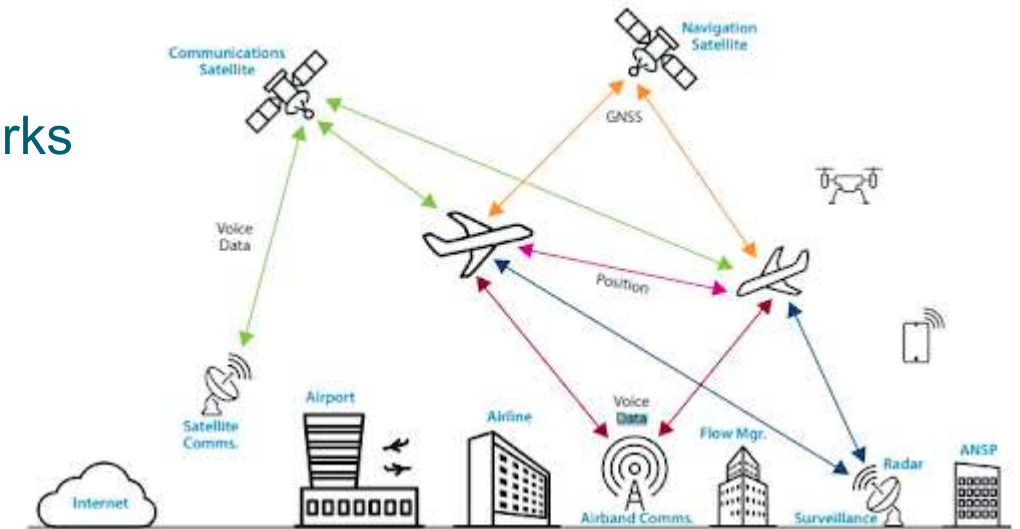 rks
Communications
Satellite
Navigation
Satellite
GNSS
Voice
Data
Position
Satellite
Comms.
Airport
Airline
Voice
Data
Airband Comms.
Flow Mgr.
Radar
Surveillance
ANSP
Internet